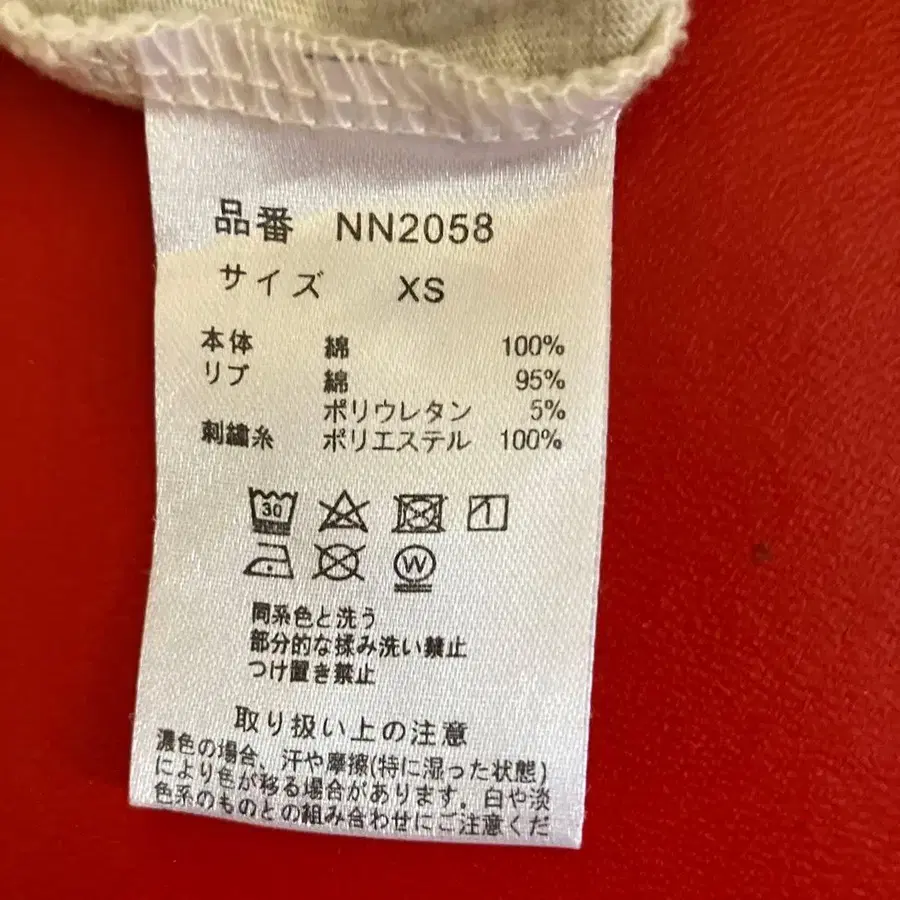 品番 NN2058
サイズ XS
本体 綿 100%
リブ 綿 95%
ポリウレタン 5%
刺繍糸 ポリエステル 100%
30
W
同系色と洗う
部分的な揉み洗い禁止
つけ置き禁止
取り扱い上の注意
濃色の場合、汗や摩擦(特に湿った状態)
により色が移る場合があります。白や淡
色系のものとの組み合わせにご注意くだ